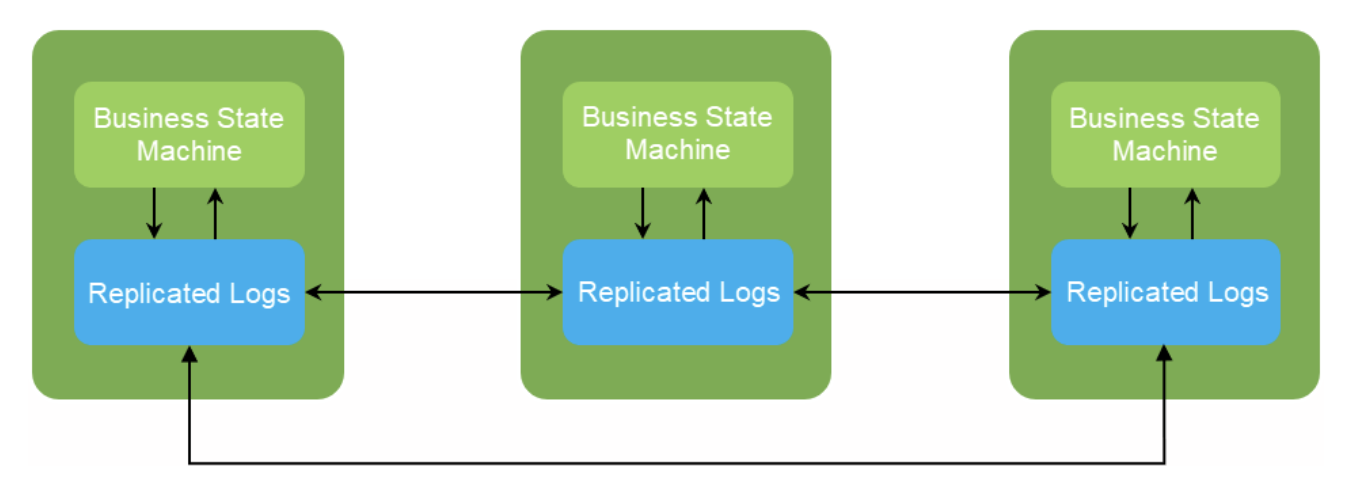 Business State
Machine
Business State
Machine
Business State
Machine
Replicated Logs
Replicated Logs
Replicated Logs